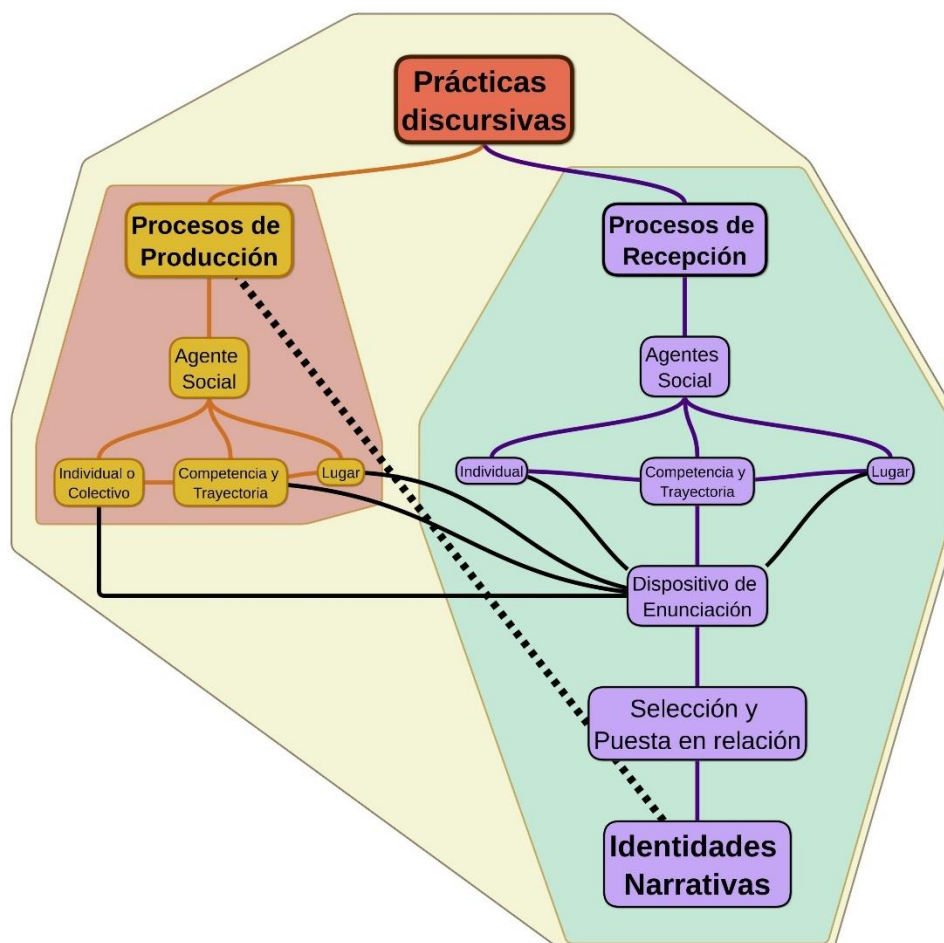 Prácticas
discursivas
Procesos de
Producción
Procesos de
Recepción
Agente
Social
Agentes
Social
Individual o
Colectivo
Competencia y
Trayectoria
Lugar
Individual
Competencia y
Trayectoria
Lugar
Dispositivo de
Enunciación
Selección y
Puesta en relación
Identidades
Narrativas